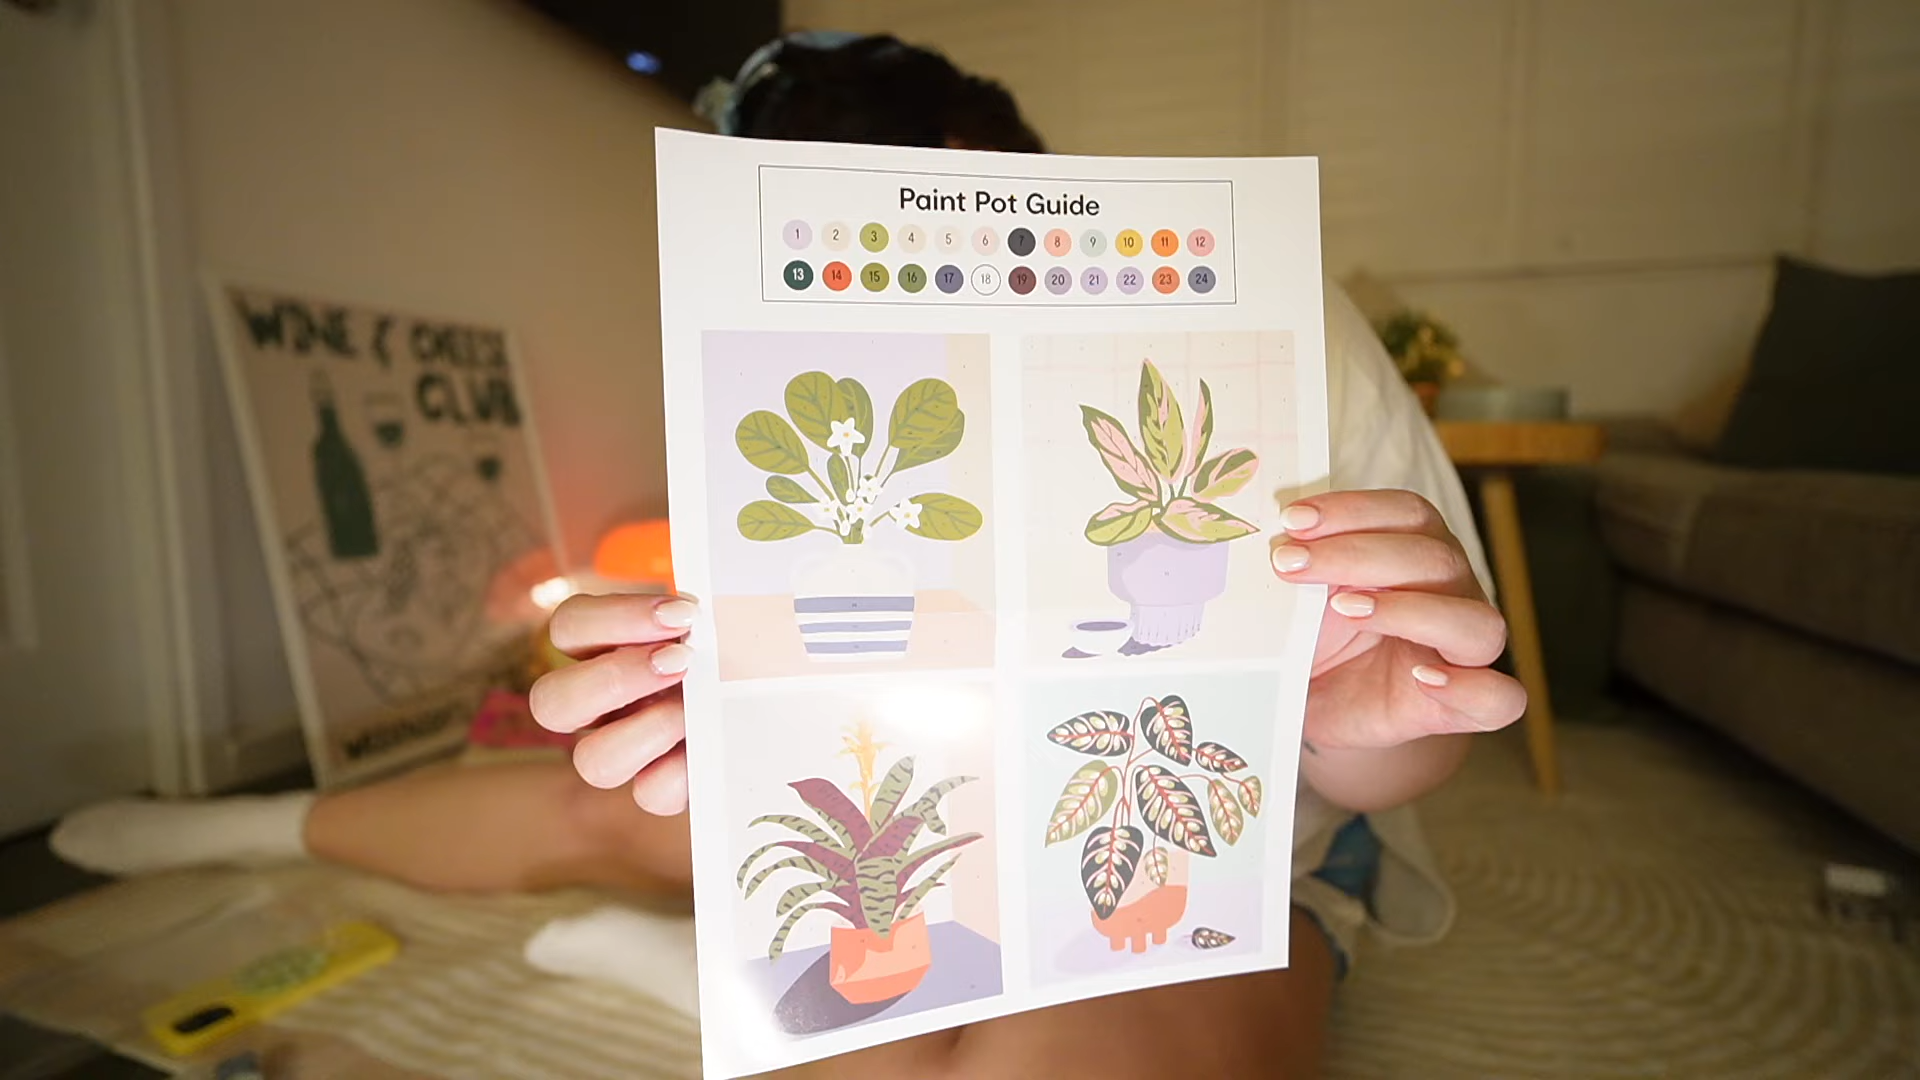 Paint Pot Guide
1 2 3 4 5 6 7 8 9 10 11 12
13 14 15 16 17 18 19 20 21 22 23 24
WINE & CHEESE
CLUB